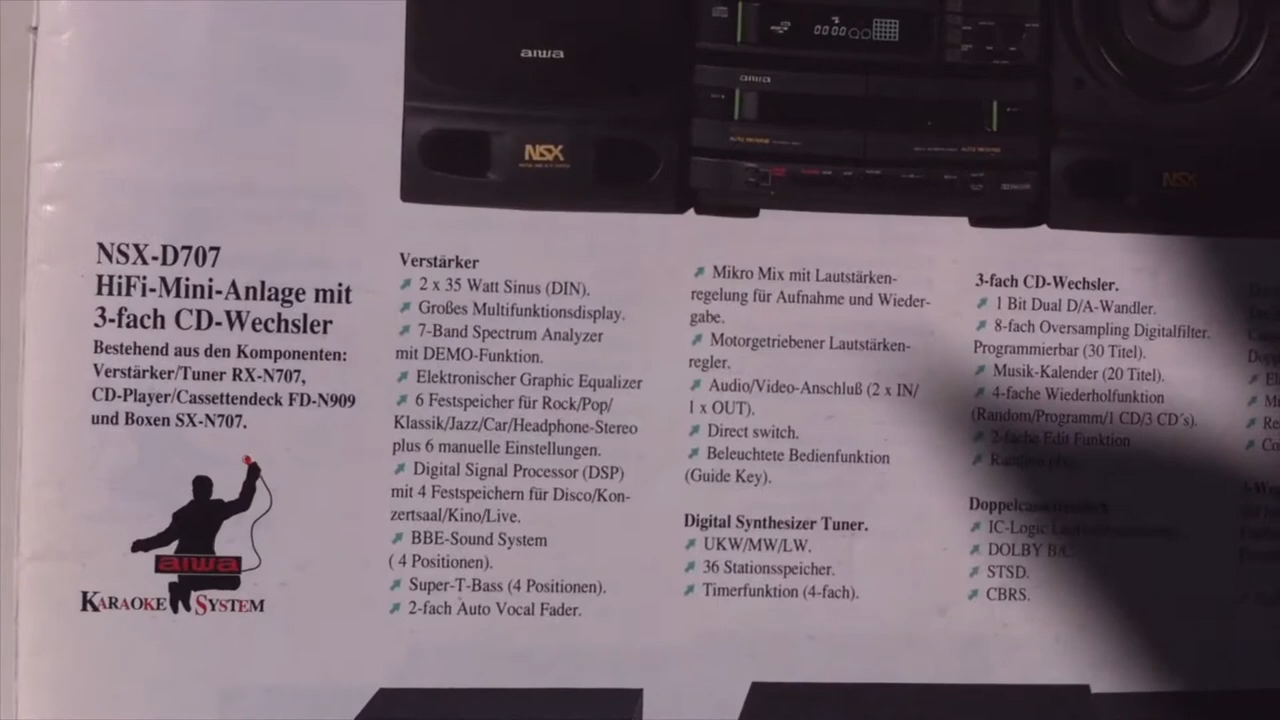 aiwa
NSX
aiwa
AUTO REVERSE
AUTO REVERSE
NSX
NSX-D707
HiFi-Mini-Anlage mit
3-fach CD-Wechsler
Bestehend aus den Komponenten:
Verstärker/Tuner RX-N707,
CD-Player/Cassettendeck FD-N909
und Boxen SX-N707.
aiwa
KARAOKE SYSTEM
Verstärker
2 x 35 Watt Sinus (DIN).
Großes Multifunktionsdisplay.
7-Band Spectrum Analyzer
mit DEMO-Funktion.
Elektronischer Graphic Equalizer
6 Festspeicher für Rock/Pop/
Klassik/Jazz/Car/Headphone-Stereo
plus 6 manuelle Einstellungen.
Digital Signal Processor (DSP)
mit 4 Festspeichern für Disco/Kon-
zertsaal/Kino/Live.
BBE-Sound System
( 4 Positionen).
Super-T-Bass (4 Positionen).
2-fach Auto Vocal Fader.
Mikro Mix mit Lautstärken-
regelung für Aufnahme und Wieder-
gabe.
Motorgetriebener Lautstärken-
regler.
Audio/Video-Anschluß (2 x IN/
1 x OUT).
Direct switch.
Beleuchtete Bedienfunktion
(Guide Key).
Digital Synthesizer Tuner.
UKW/MW/LW.
36 Stationsspeicher.
Timerfunktion (4-fach).
3-fach CD-Wechsler.
1 Bit Dual D/A-Wandler.
8-fach Oversampling Digitalfilter.
Programmierbar (30 Titel).
Musik-Kalender (20 Titel).
4-fache Wiederholfunktion
(Random/Programm/1 CD/3 CD´s).
2-fache Edit Funktion
Random
Doppelcassettendeck
IC-Logic
DOLBY B/C
STSD.
CBRS.